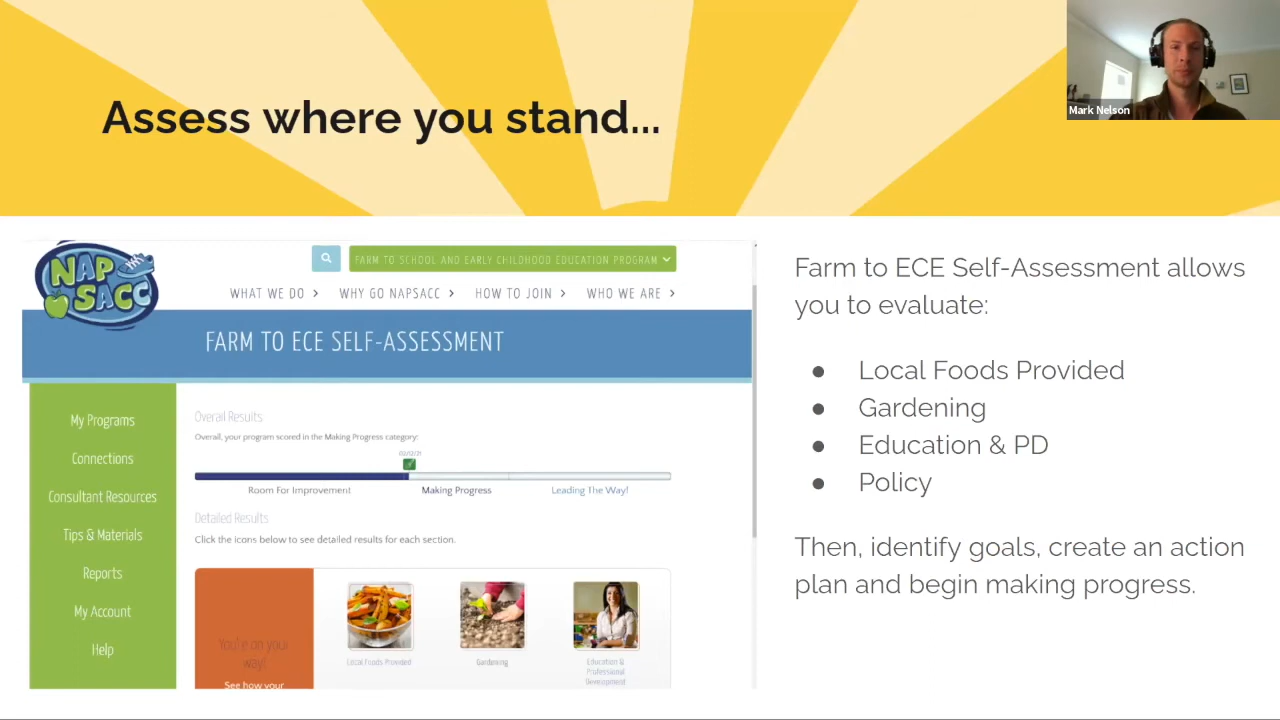 Assess where you stand...
Mark Nelson
NAP
SACC
FARM TO SCHOOL AND EARLY CHILDHOOD EDUCATION PROGRAM
WHAT WE DO
WHY GO NAPSACC
HOW TO JOIN
WHO WE ARE
FARM TO ECE SELF-ASSESSMENT
My Programs
Connections
Consultant Resources
Tips & Materials
Reports
My Account
Help
Overall Results
Overall, your program scored in the Making Progress category:
Room For Improvement
Making Progress
Leading The Way!
Detailed Results
Click the icons below to see detailed results for each section.
You're on your
way!
See how your
Local Foods Provided
Gardening
Education &
Professional
Development
Farm to ECE Self-Assessment allows
you to evaluate:
● Local Foods Provided
● Gardening
● Education & PD
● Policy
Then, identify goals, create an action
plan and begin making progress.